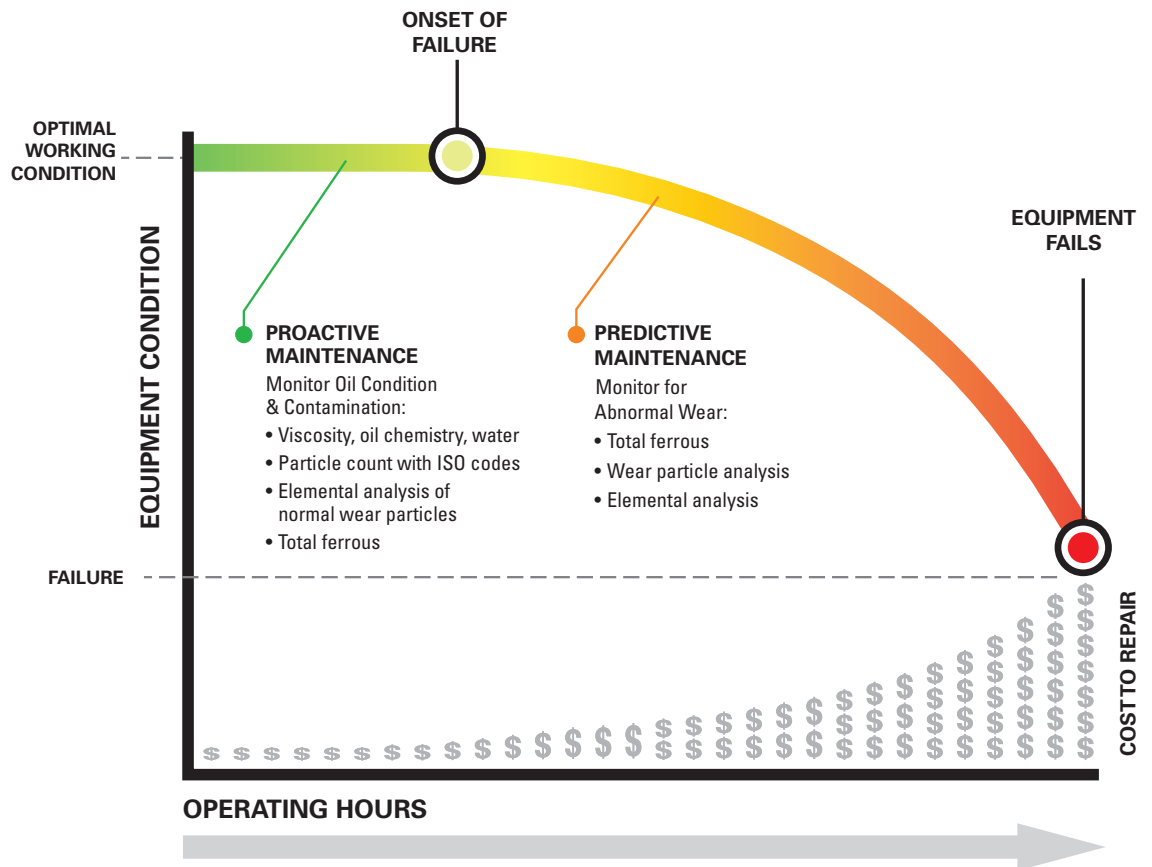 ONSET OF
FAILURE
OPTIMAL
WORKING
CONDITION
EQUIPMENT
FAILS
EQUIPMENT CONDITION
PROACTIVE
MAINTENANCE
Monitor Oil Condition
& Contamination:
• Viscosity, oil chemistry, water
• Particle count with ISO codes
• Elemental analysis of
normal wear particles
• Total ferrous
PREDICTIVE
MAINTENANCE
Monitor for
Abnormal Wear:
• Total ferrous
• Wear particle analysis
• Elemental analysis
FAILURE
COST TO REPAIR
OPERATING HOURS